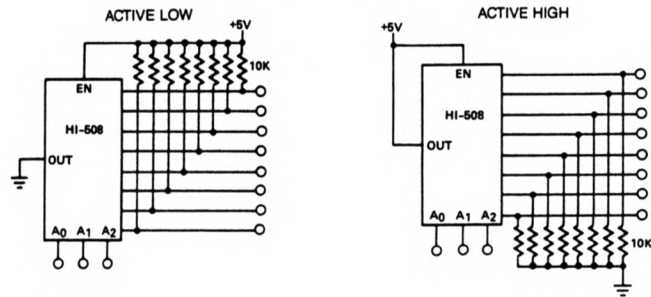 ACTIVE LOW
+5V
10K
EN
HI-508
OUT
A0 A1 A2
ACTIVE HIGH
+5V
EN
HI-508
OUT
A0 A1 A2
10K